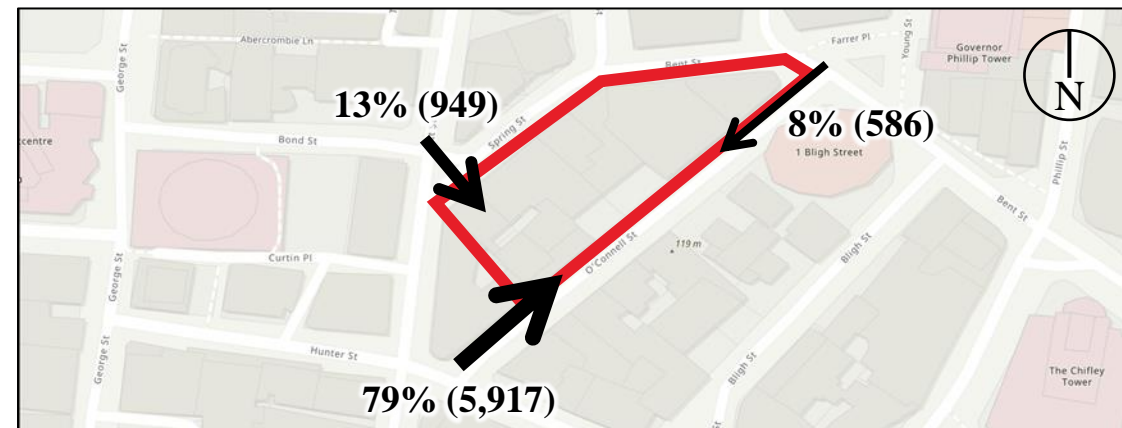 George St
Abercrombie Ln
Bent St
Farrer Pl
Young St
Governor
Phillip Tower
N
13% (949)
8% (586)
centre
Bond St
Spring St
1 Bligh Street
Phillip St
Bent St
George St
Curtin Pl
O'Connell St
119 m
Bligh St
Hunter St
George St
Bligh St
The Chifley
Tower
79% (5,917)